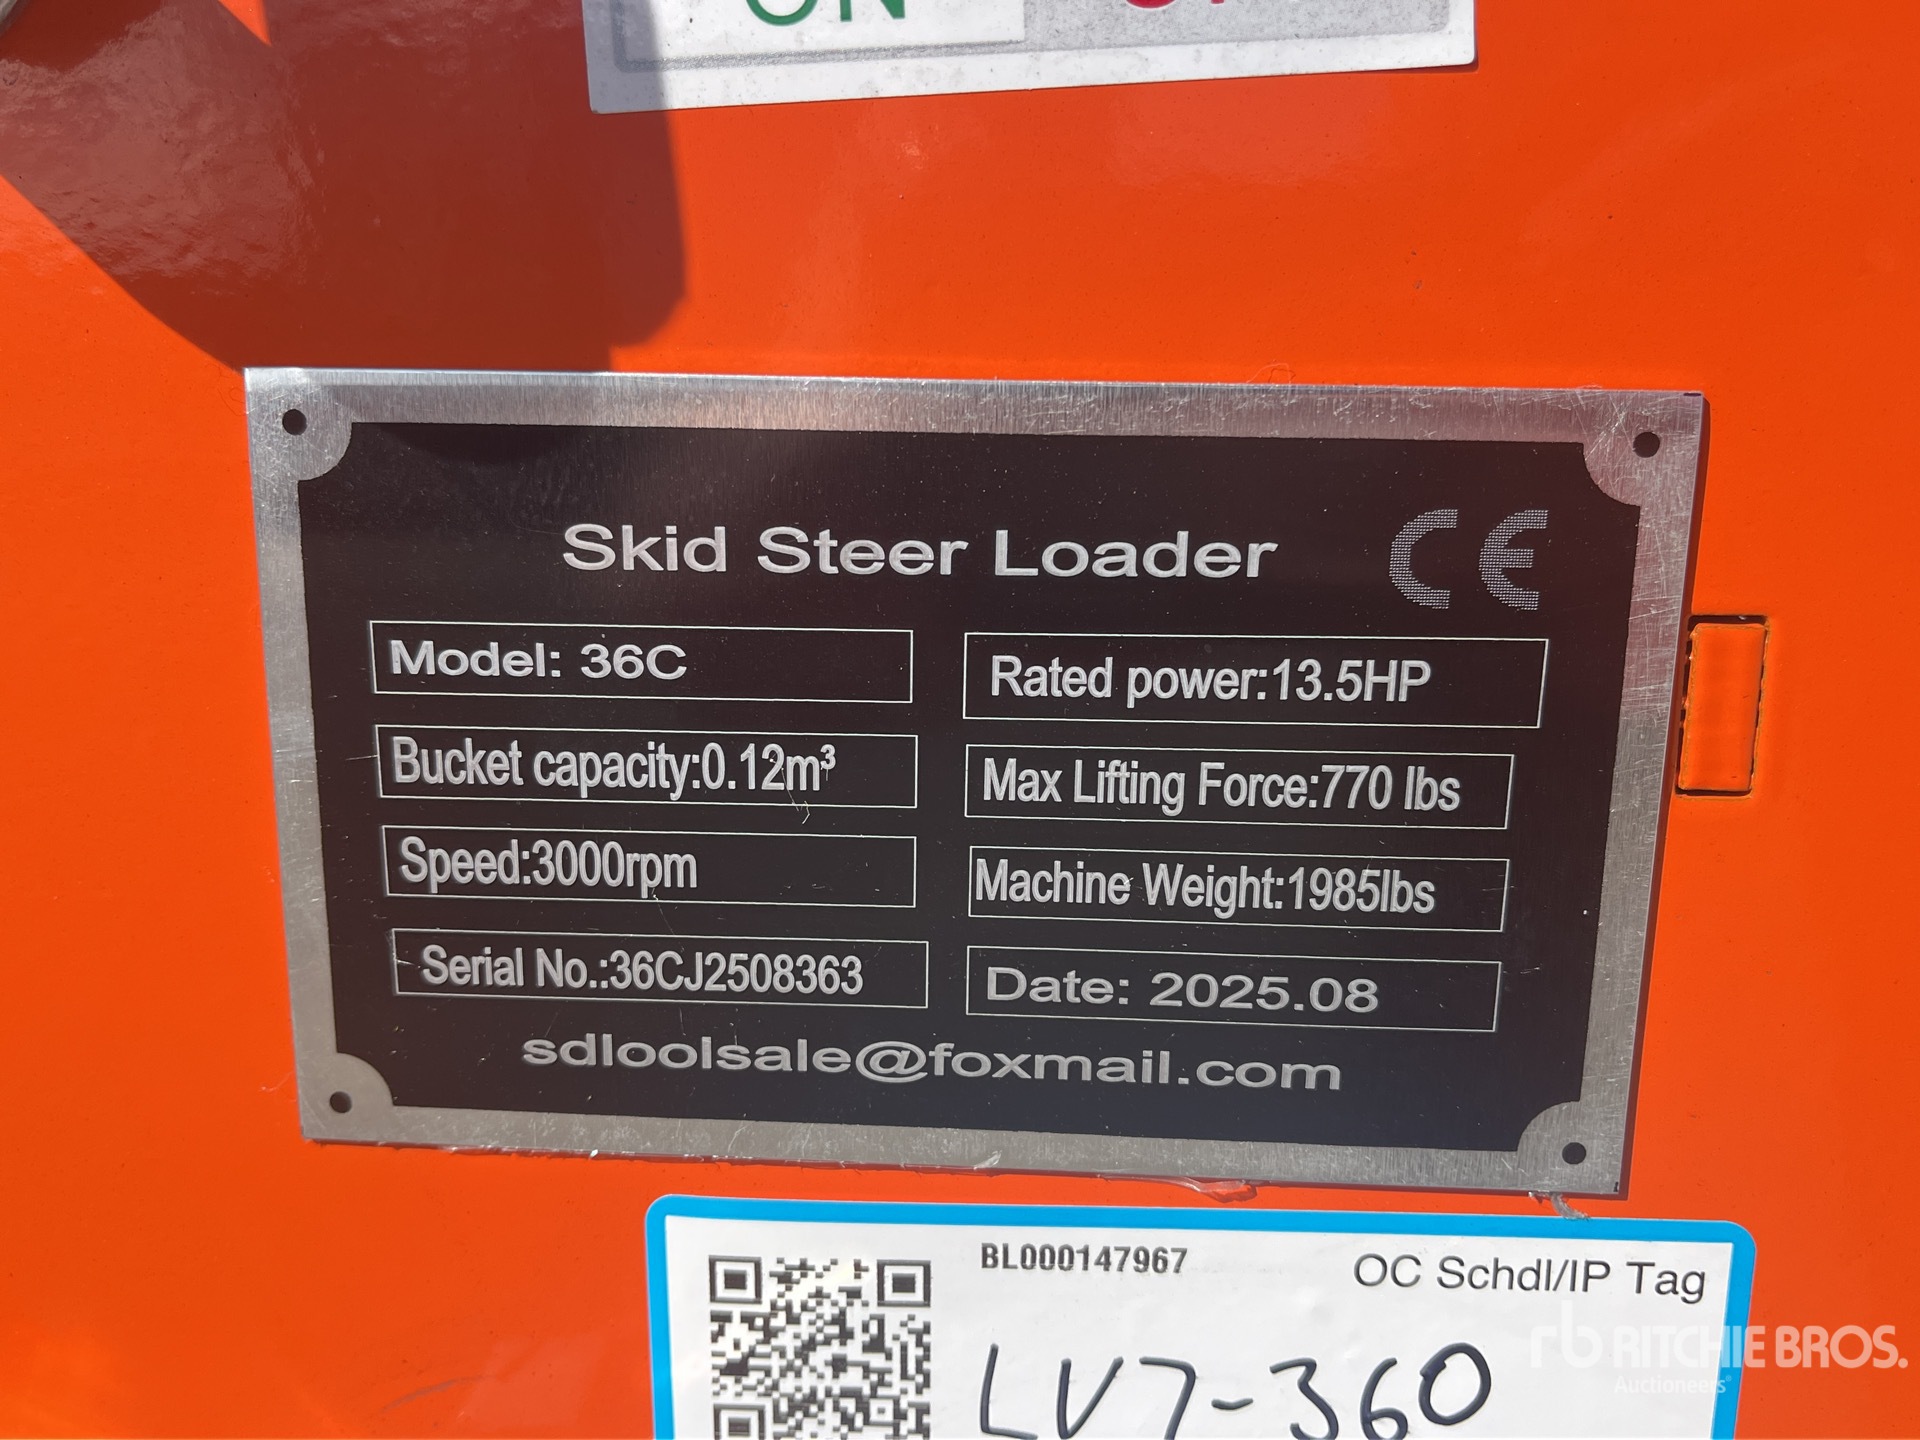 ON
Skid Steer Loader CE
Model: 36C
Rated power:13.5HP
Bucket capacity:0.12m³
Max Lifting Force:770 lbs
Speed:3000rpm
Machine Weight:1985lbs
Serial No.:36CJ2508363
Date: 2025.08
sdloolsale@foxmail.com
BL000147967
OC Schdl/IP Tag
LV7-360
rb RITCHIE BROS.
Auctioneers